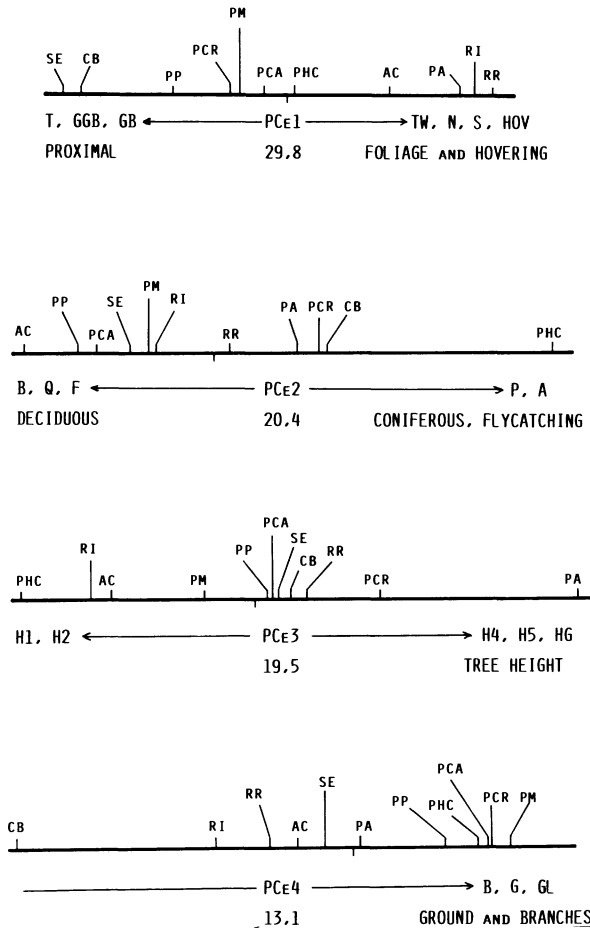 PM
PCR
RI
SE CB PP PCA PHC AC PA RR
T, GGB, GB PCE1 TW, N, S, HOV
PROXIMAL 29.8 FOLIAGE AND HOVERING
PM
PP SE RI
AC PCA RR PA PCR CB PHC
B, Q, F PCE2 P, A
DECIDUOUS 20.4 CONIFEROUS, FLYCATCHING
PCA
RI PP SE CB RR
PHC AC PM PCR PA
H1, H2 PCE3 H4, H5, HG
19.5 TREE HEIGHT
PCA
SE
RR PP PHC PCR PM
CB RI AC PA
PCE4 B, G, GL
13.1 GROUND AND BRANCHES